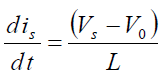 di_s/dt = (V_s − V_0)/L